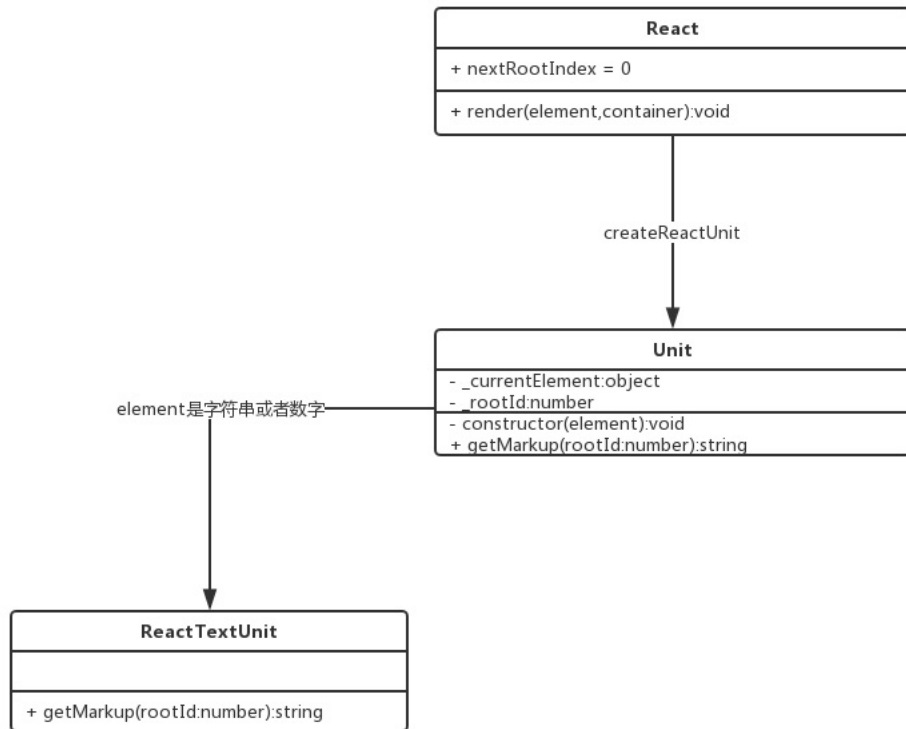 React
+ nextRootIndex = 0
+ render(element,container):void
createReactUnit
Unit
- _currentElement:object
- _rootId:number
- constructor(element):void
+ getMarkup(rootId:number):string
element是字符串或者数字
ReactTextUnit
+ getMarkup(rootId:number):string